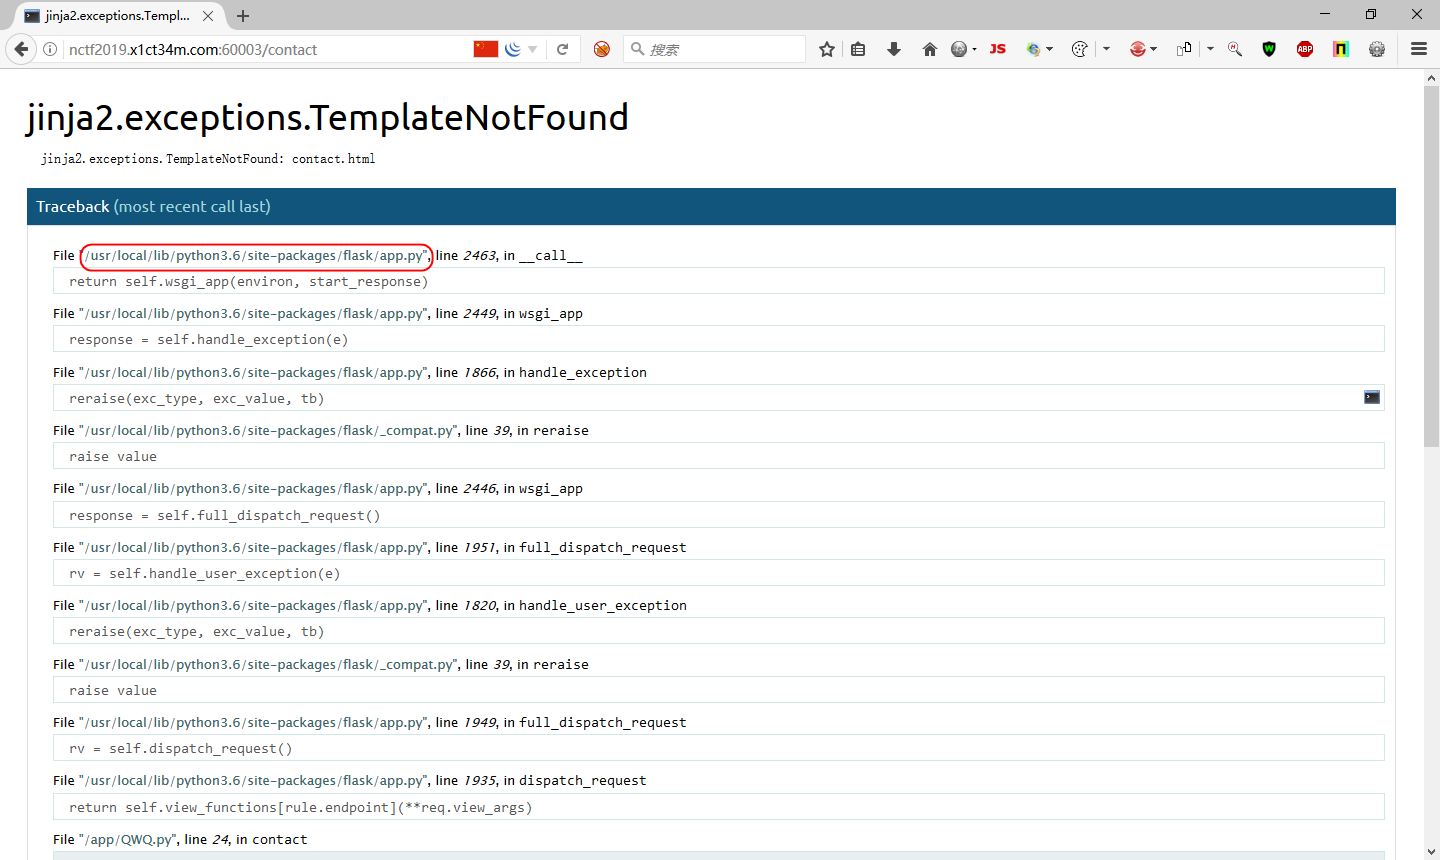 jinja2.exceptions.Templ...
nctf2019.x1ct34m.com:60003/contact
搜索
JS
W
ABP
jinja2.exceptions.TemplateNotFound
jinja2.exceptions.TemplateNotFound: contact.html
Traceback (most recent call last)
File "/usr/local/lib/python3.6/site-packages/flask/app.py", line 2463, in __call__
return self.wsgi_app(environ, start_response)
File "/usr/local/lib/python3.6/site-packages/flask/app.py", line 2449, in wsgi_app
response = self.handle_exception(e)
File "/usr/local/lib/python3.6/site-packages/flask/app.py", line 1866, in handle_exception
reraise(exc_type, exc_value, tb)
File "/usr/local/lib/python3.6/site-packages/flask/_compat.py", line 39, in reraise
raise value
File "/usr/local/lib/python3.6/site-packages/flask/app.py", line 2446, in wsgi_app
response = self.full_dispatch_request()
File "/usr/local/lib/python3.6/site-packages/flask/app.py", line 1951, in full_dispatch_request
rv = self.handle_user_exception(e)
File "/usr/local/lib/python3.6/site-packages/flask/app.py", line 1820, in handle_user_exception
reraise(exc_type, exc_value, tb)
File "/usr/local/lib/python3.6/site-packages/flask/_compat.py", line 39, in reraise
raise value
File "/usr/local/lib/python3.6/site-packages/flask/app.py", line 1949, in full_dispatch_request
rv = self.dispatch_request()
File "/usr/local/lib/python3.6/site-packages/flask/app.py", line 1935, in dispatch_request
return self.view_functions[rule.endpoint](**req.view_args)
File "/app/QWQ.py", line 24, in contact